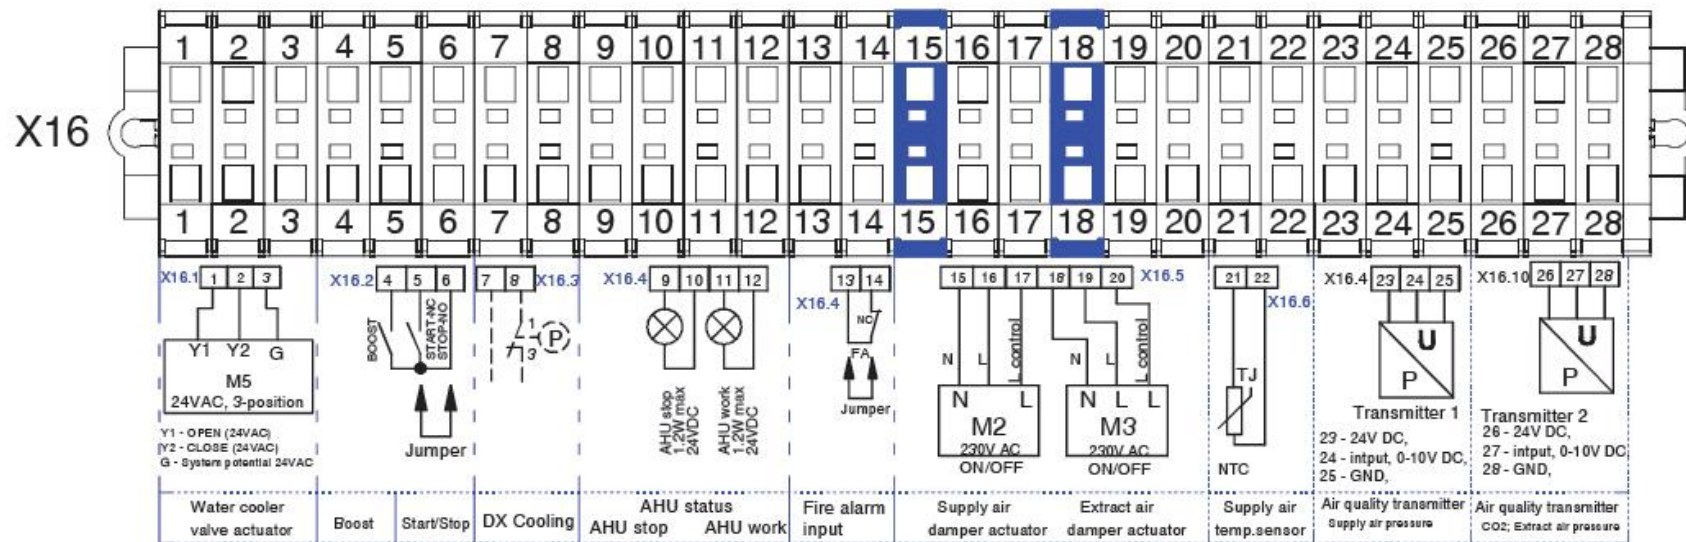 1 2 3 4 5 6 7 8 9 10 11 12 13 14 15 16 17 18 19 20 21 22 23 24 25 26 27 28
X16
1 2 3 4 5 6 7 8 9 10 11 12 13 14 15 16 17 18 19 20 21 22 23 24 25 26 27 28
X16.1 1 2 3
Y1 Y2 G
M5
24VAC, 3-position
Y1 - OPEN (24VAC)
Y2 - CLOSE (24VAC)
G - System potential 24VAC
Water cooler
valve actuator
X16.2 4 5 6
BOOST
START-NC
STOP-NO
Jumper
Boost
Start/Stop
7 8 X16.3
1
3
P
DX Cooling
X16.4 9 10 11 12
AHU stop
1.2W max
24VDC
AHU work
1.2W max
24VDC
AHU status
AHU stop AHU work
13 14
X16.4
NC
FA
Jumper
Fire alarm
input
15 16 17 18 19 20 X16.5
N L L control
N L
M2
230V AC
ON/OFF
Supply air
damper actuator
N L L control
N L L
M3
230V AC
ON/OFF
Extract air
damper actuator
21 22
X16.6
TJ
NTC
Supply air
temp.sensor
X16.4 23 24 25
U
P
Transmitter 1
23 - 24V DC,
24 - intput, 0-10V DC,
25 - GND,
Air quality transmitter
Supply air pressure
X16.10 26 27 28
U
P
Transmitter 2
26 - 24V DC,
27 - intput, 0-10V DC
28 - GND,
Air quality transmitter
CO2; Extract air pressure